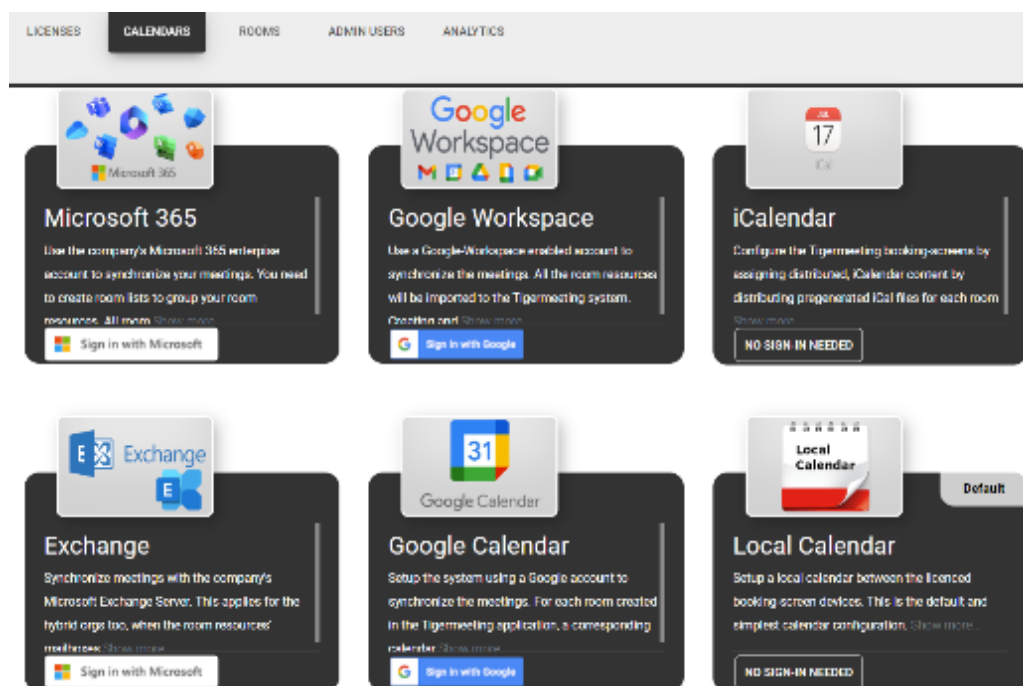 LICENSES CALENDARS ROOMS ADMIN USERS ANALYTICS
Microsoft 365
Microsoft 365
Use the company's Microsoft 365 enterpise
account to synchronize your meetings. You need
to create room lists to group your room
resources. All room Show more
Sign in with Microsoft
Google
Workspace
Google Workspace
Use a Google-Workspace enabled account to
synchronize the meetings. All the room resources
will be imported to the Tigermeeting system.
Creating and Show more
G Sign in with Google
JUL
17
iCal
iCalendar
Configure the Tigermeeting booking-screens by
assigning distributed, iCalendar content by
distributing pregenerated iCal files for each room
Show more
NO SIGN-IN NEEDED
E Exchange
E
Exchange
Synchronize meetings with the company's
Microsoft Exchange Server. This applies for the
hybrid orgs too, when the room resources'
mailboxes Show more
Sign in with Microsoft
31
Google Calendar
Google Calendar
Setup the system using a Google account to
synchronize the meetings. For each room created
in the Tigermeeting application, a corresponding
calendar Show more
G Sign in with Google
Local
Calendar
Default
Local Calendar
Setup a local calendar between the licenced
booking-screen devices. This is the default and
simplest calendar configuration. Show more...
NO SIGN-IN NEEDED